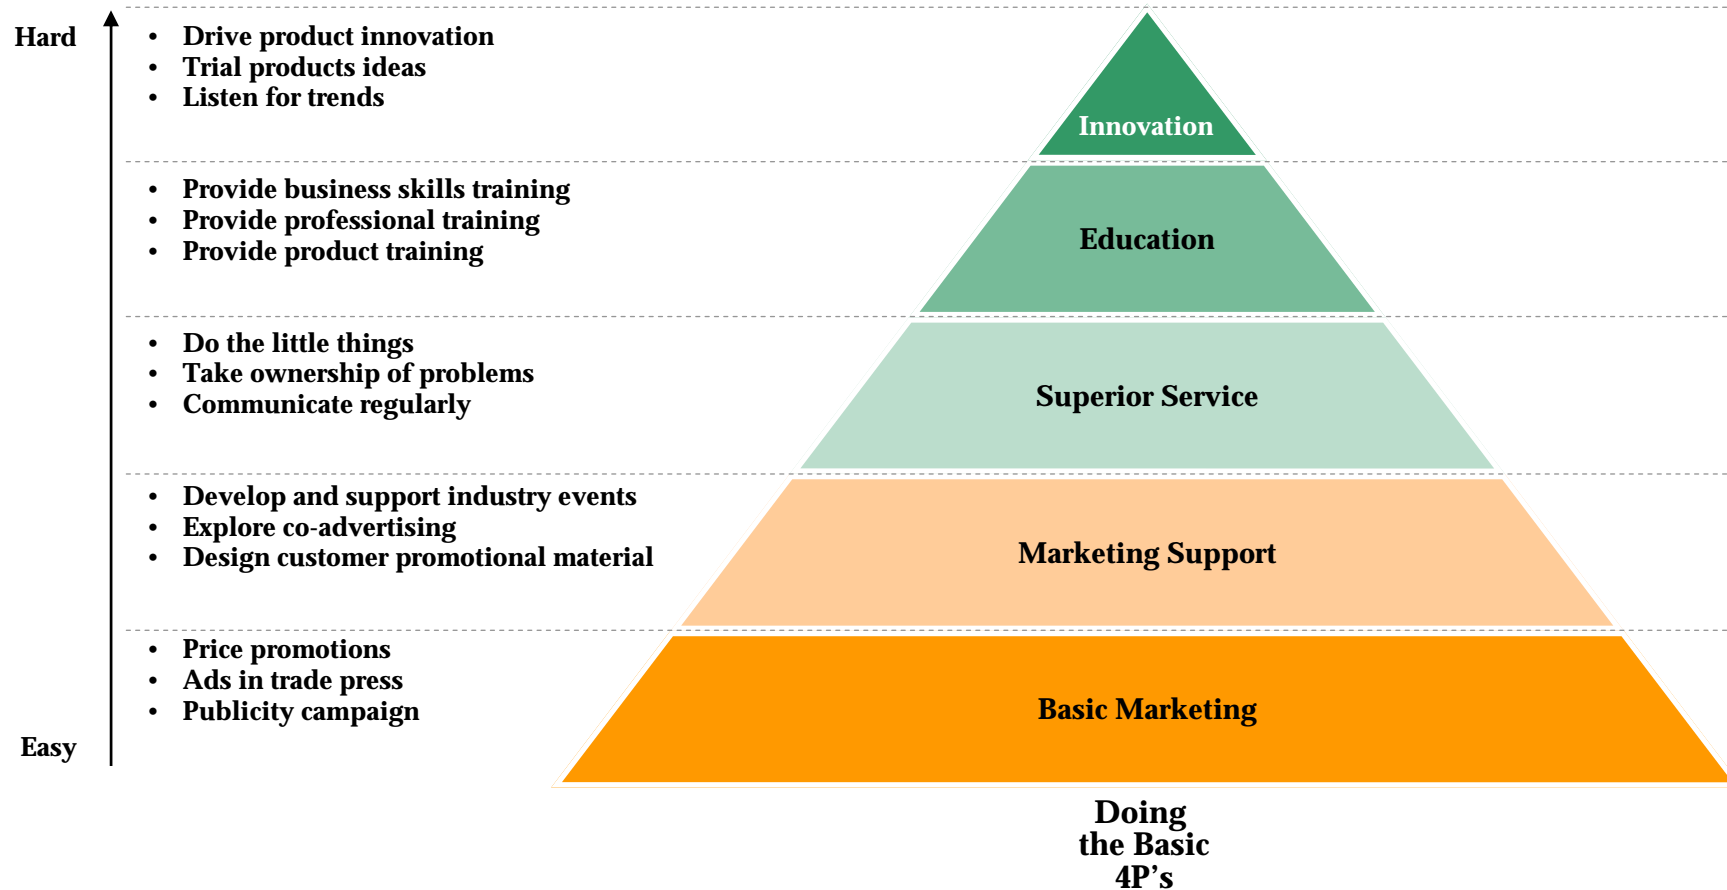 Hard
• Drive product innovation
• Trial products ideas
• Listen for trends
Innovation
• Provide business skills training
• Provide professional training
• Provide product training
Education
• Do the little things
• Take ownership of problems
• Communicate regularly
Superior Service
• Develop and support industry events
• Explore co-advertising
• Design customer promotional material
Marketing Support
• Price promotions
• Ads in trade press
• Publicity campaign
Basic Marketing
Easy
Doing
the Basic
4P’s